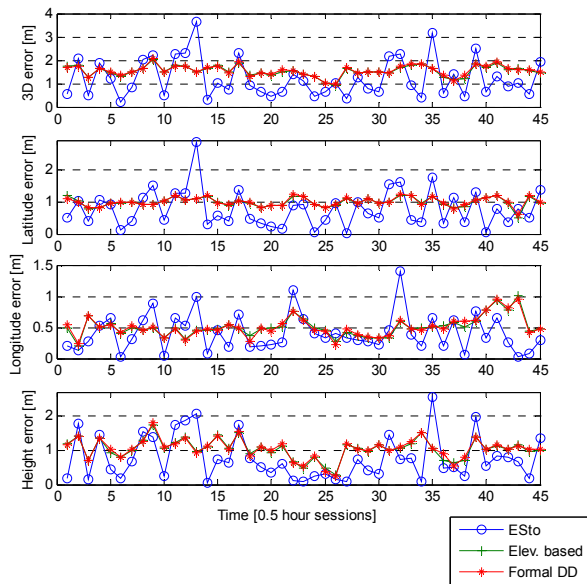 3D error [m]
4
3
2
1
0
0 5 10 15 20 25 30 35 40 45
Latitude error [m]
2
1
0
0 5 10 15 20 25 30 35 40 45
Longitude error [m]
1.5
1
0.5
0
0 5 10 15 20 25 30 35 40 45
Height error [m]
2
1
0
0 5 10 15 20 25 30 35 40 45
Time [0.5 hour sessions]
ESto
Elev. based
Formal DD